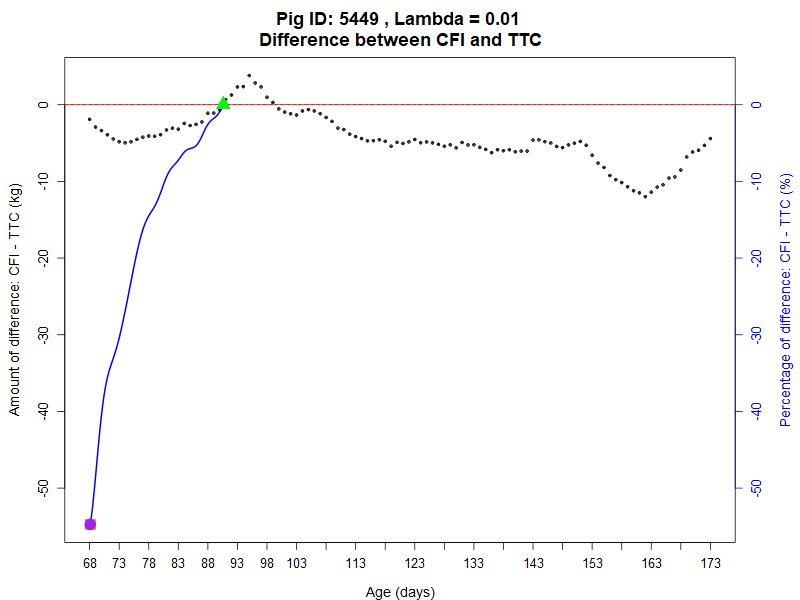 Pig ID: 5449 , Lambda = 0.01
Difference between CFI and TTC
Amount of difference: CFI - TTC (kg)
0
-10
-20
-30
-40
-50
0
-10
-20
-30
-40
-50
Percentage of difference: CFI - TTC (%)
68 73 78 83 88 93 98 103 113 123 133 143 153 163 173
Age (days)